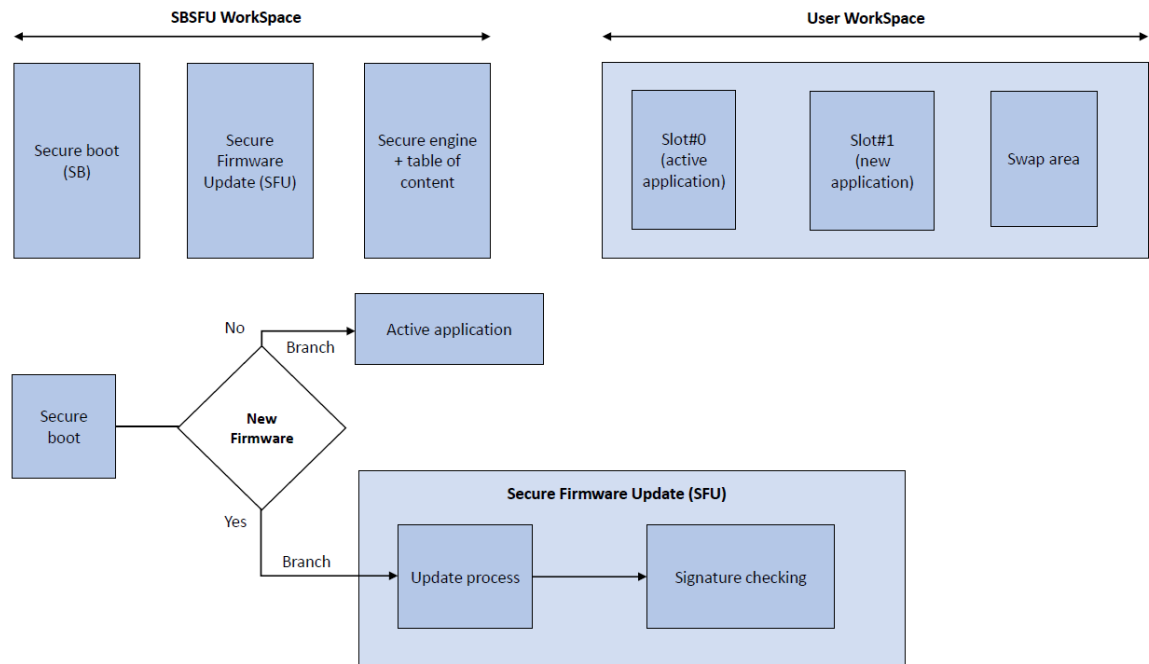 SBSFU WorkSpace
User WorkSpace
Secure boot
(SB)
Secure
Firmware
Update (SFU)
Secure engine
+ table of
content
Slot#0
(active
application)
Slot#1
(new
application)
Swap area
No
Branch
Active application
Secure
boot
New
Firmware
Yes
Branch
Secure Firmware Update (SFU)
Update process
Signature checking